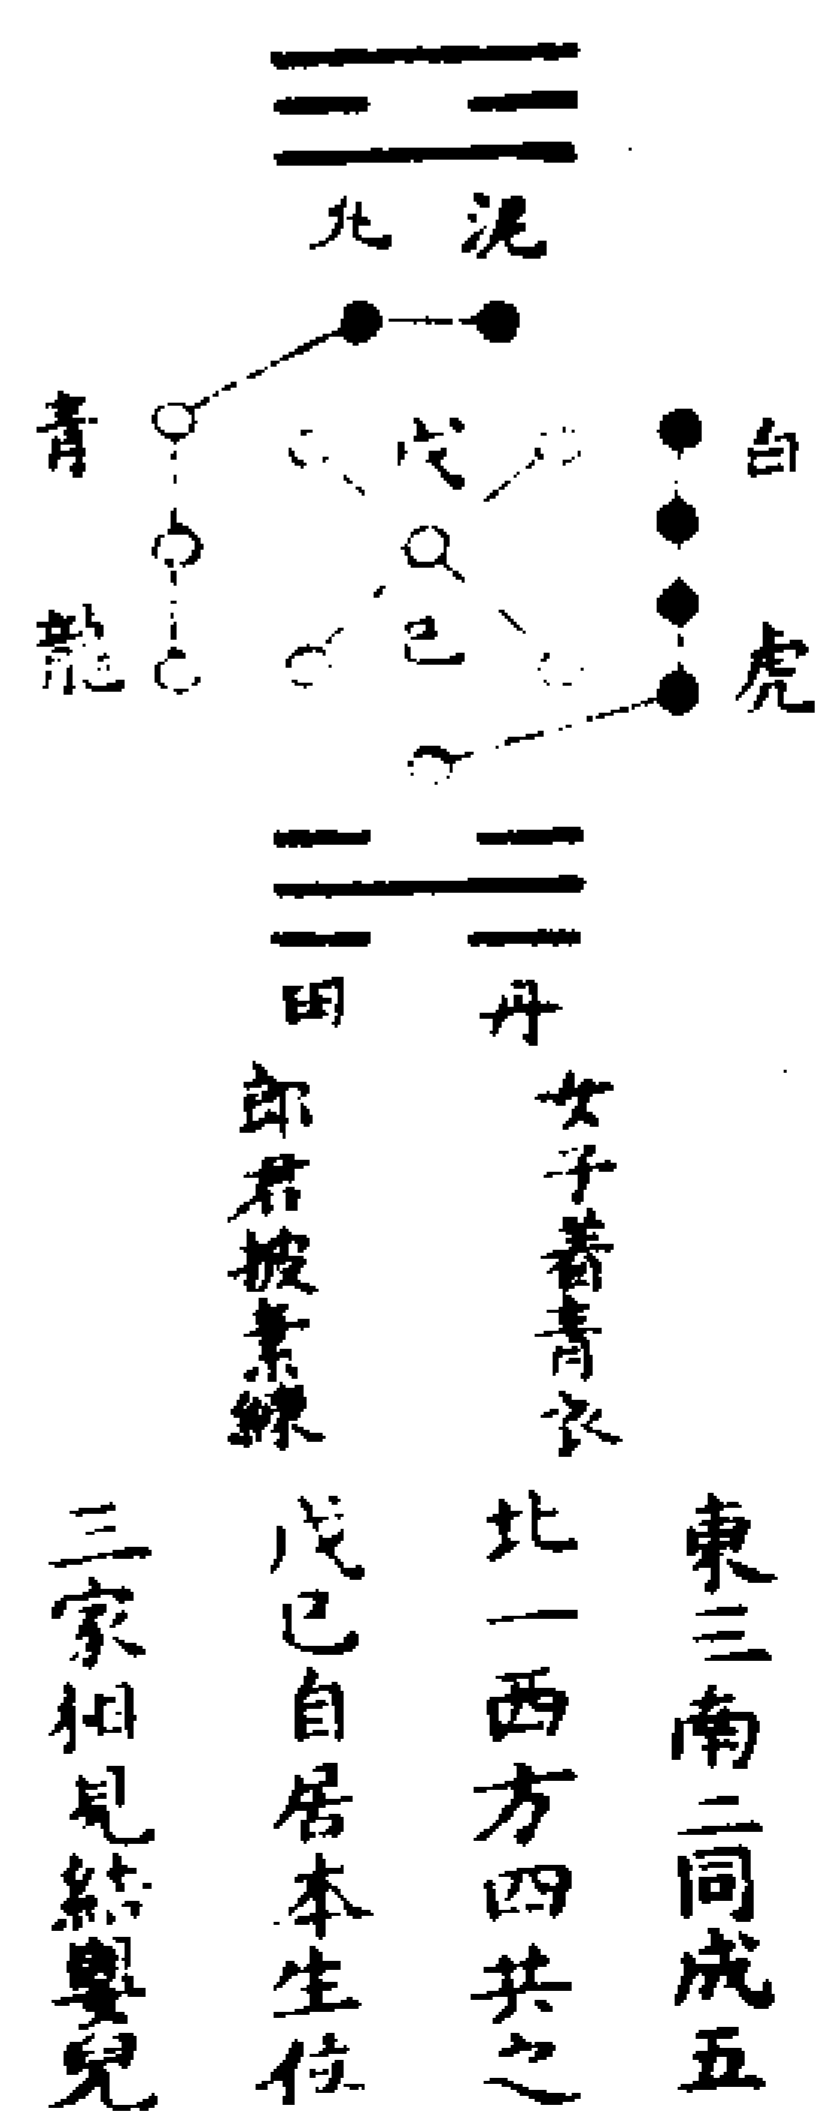 泥
白虎
戊己
青龍
丹田
女子著青衣
郎君披素練
東三南二同成五
北一西方四共之
戊己自居本生位
三家相見結嬰兒